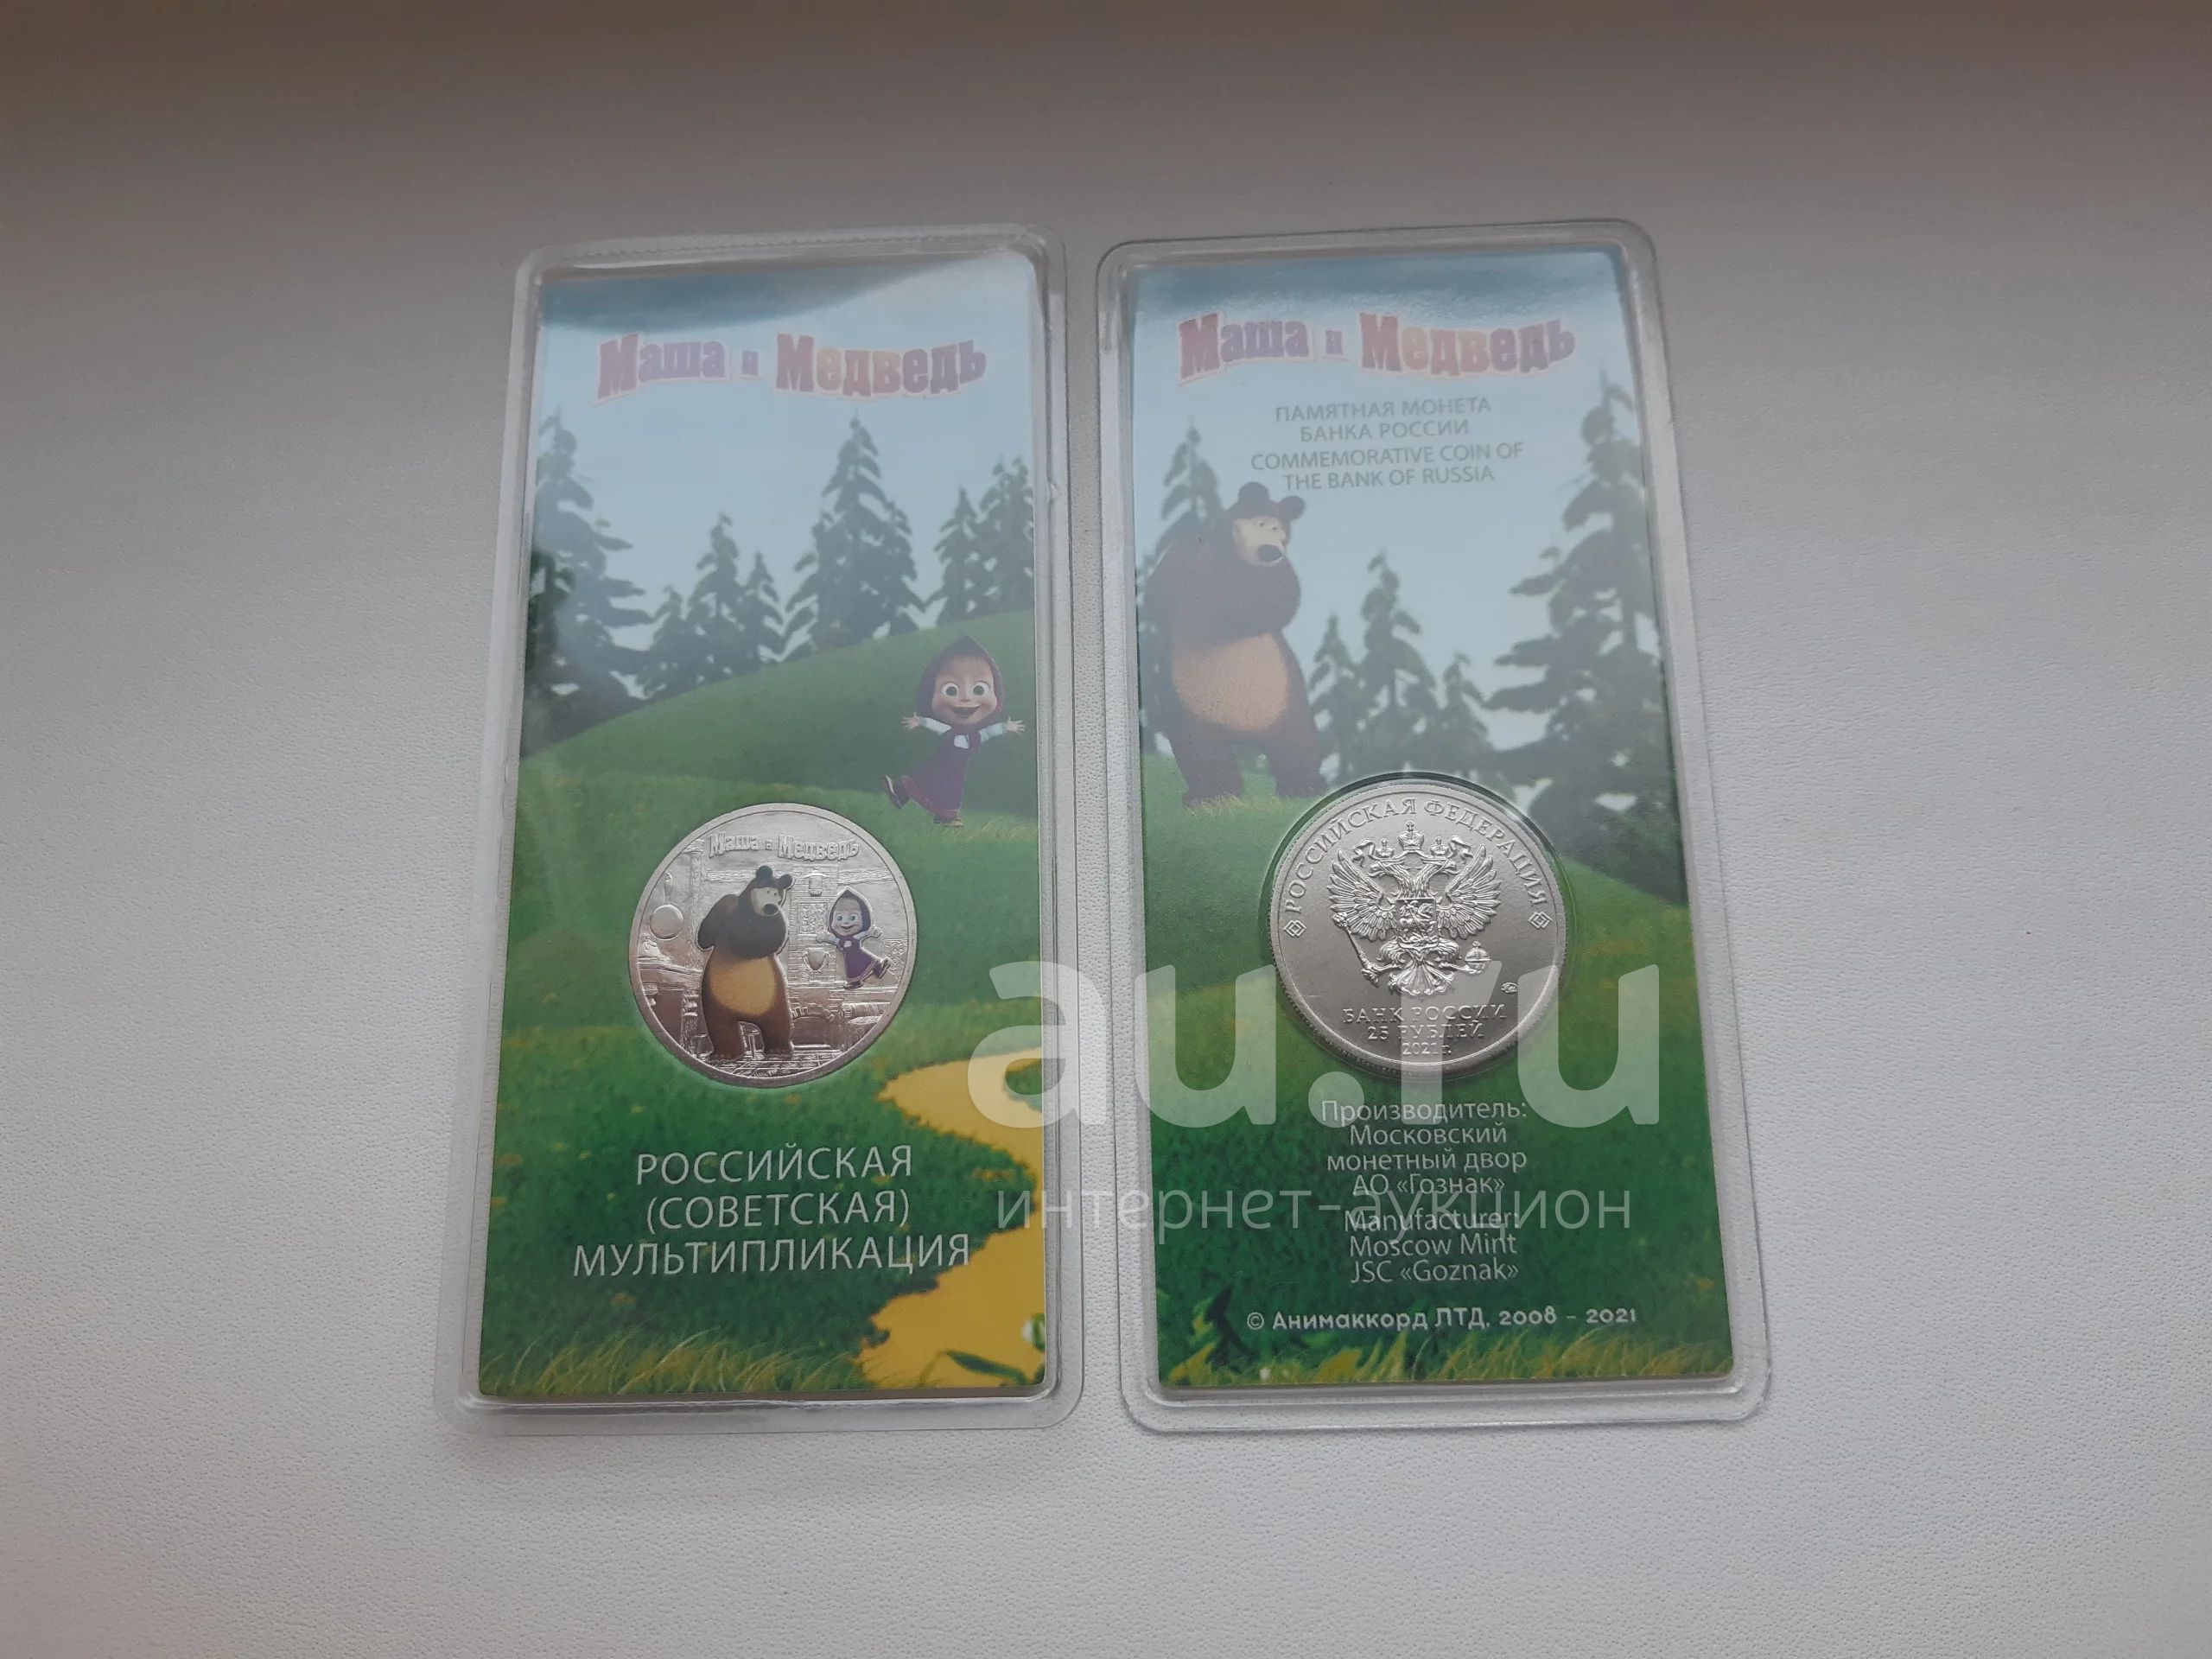 Маша и Медведь
Маша и Медведь
РОССИЙСКАЯ
(СОВЕТСКАЯ)
МУЛЬТИПЛИКАЦИЯ
Маша и Медведь
ПАМЯТНАЯ МОНЕТА
БАНКА РОССИИ
COMMEMORATIVE COIN OF
THE BANK OF RUSSIA
РОССИЙСКАЯ ФЕДЕРАЦИЯ
БАНК РОССИИ
25 РУБЛЕЙ
2021 г.
Производитель:
Московский
монетный двор
АО «Гознак»
Manufacturer:
Moscow Mint
JSC «Goznak»
© Анимаккорд ЛТД, 2008 - 2021
au.ru
интернет-аукцион